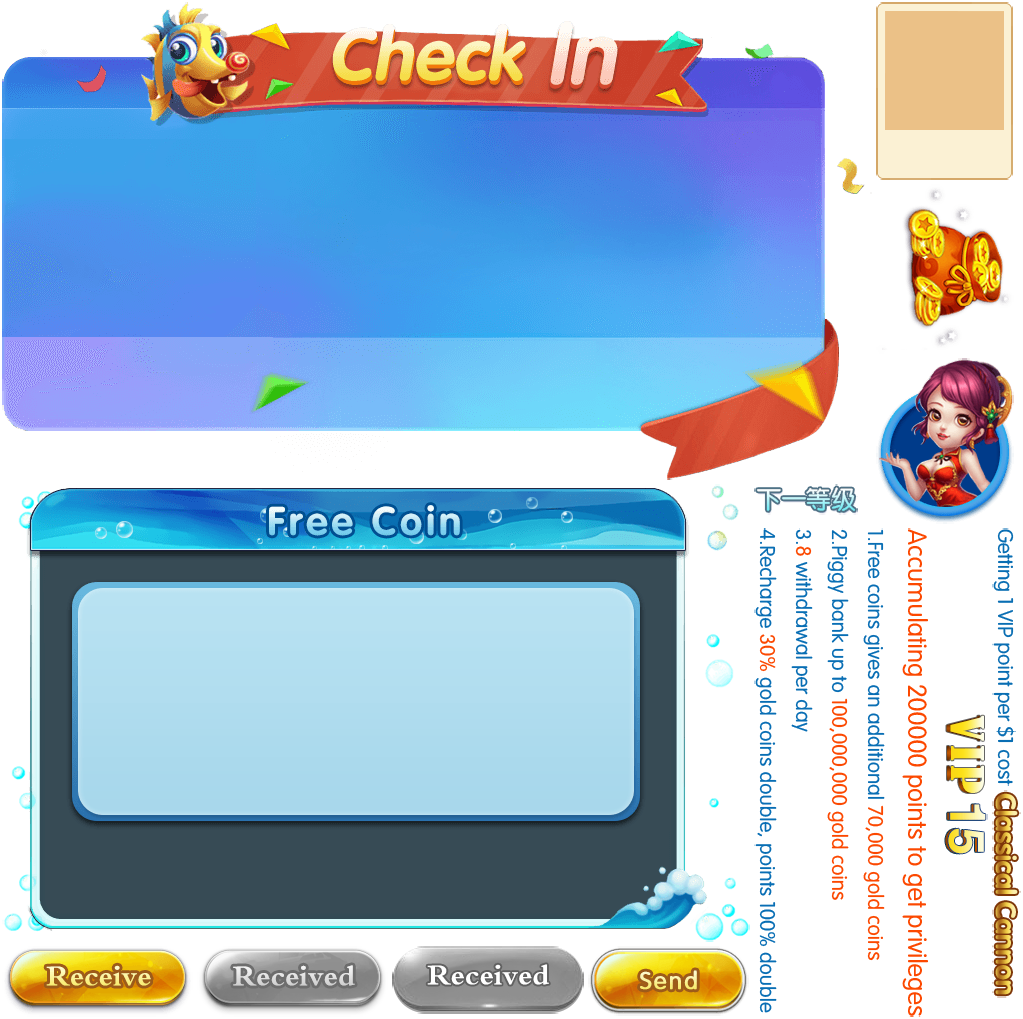 Check In
Free Coin
下一等级
Getting 1 VIP point per $1 cost
Classical Cannon
VIP 15
Accumulating 200000 points to get privileges
1.Free coins gives an additional 70,000 gold coins
2.Piggy bank up to 100,000,000 gold coins
3.8 withdrawal per day
4.Recharge 30% gold coins double, points 100% double
Receive
Received
Received
Send